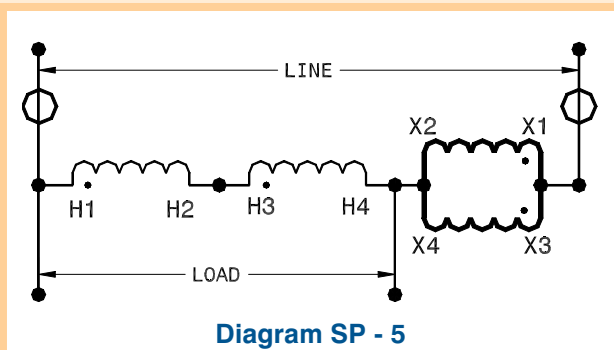 LINE
X2 X1
H1 H2 H3 H4
X4 X3
LOAD
Diagram SP - 5